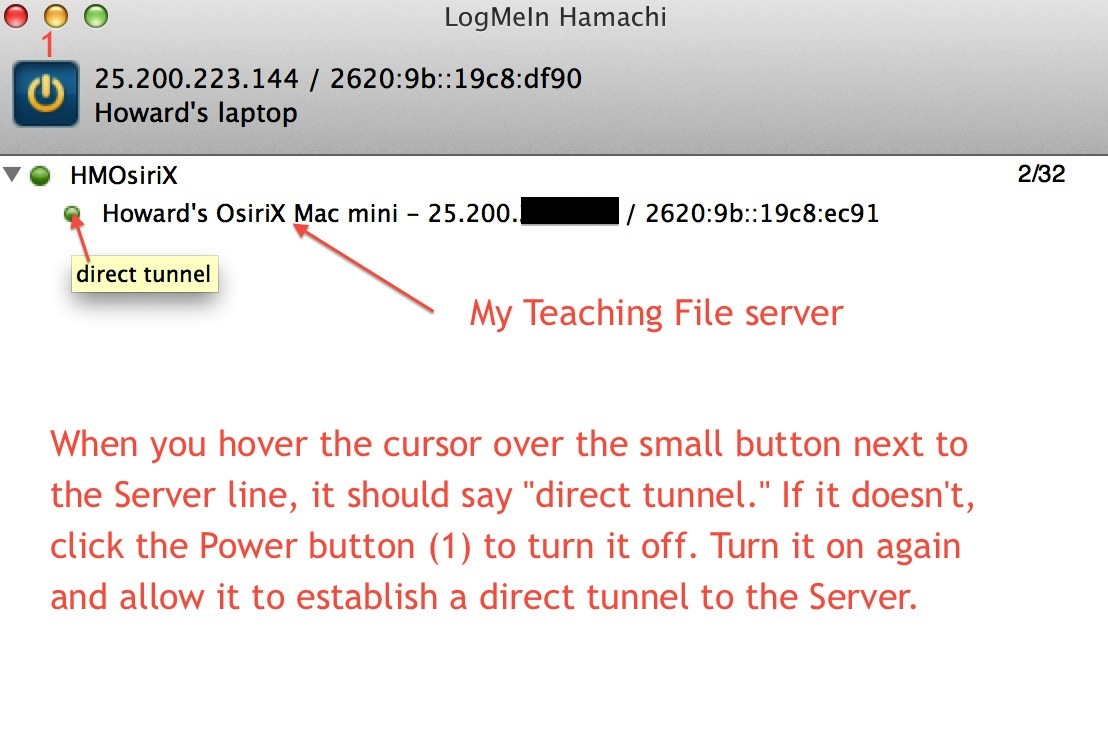 LogMeIn Hamachi
1
25.200.223.144 / 2620:9b::19c8:df90
Howard's laptop
HMOsiriX 2/32
Howard's OsiriX Mac mini – 25.200. / 2620:9b::19c8:ec91
direct tunnel
My Teaching File server
When you hover the cursor over the small button next to
the Server line, it should say "direct tunnel." If it doesn't,
click the Power button (1) to turn it off. Turn it on again
and allow it to establish a direct tunnel to the Server.